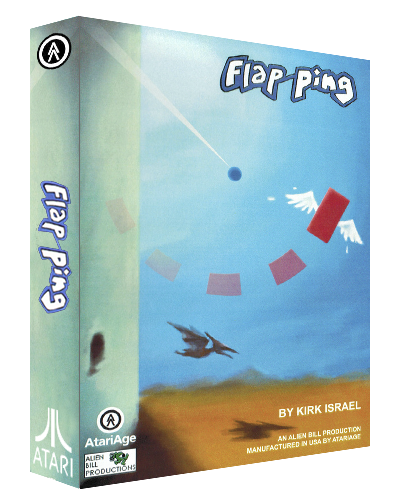 Flap Ping
Flap Ping
BY KIRK ISRAEL
AN ALIEN BILL PRODUCTION
MANUFACTURED IN USA BY ATARIAGE
AtariAge
ALIEN
BILL
PRODUCTIONS
ATARI